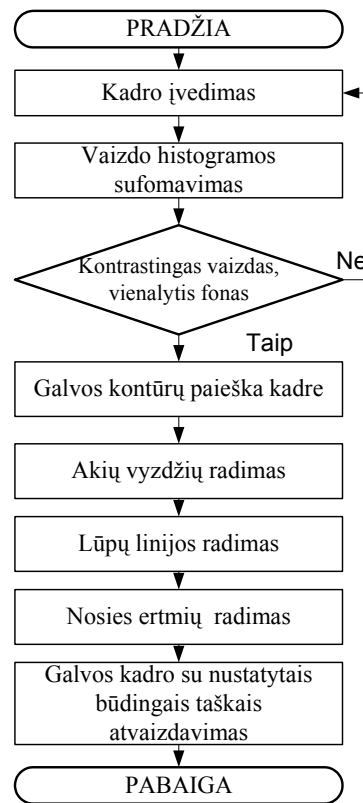 PRADŽIA
Kadro įvedimas
Vaizdo histogramos
sufomavimas
Kontrastingas vaizdas,
vienalytis fonas
Ne
Taip
Galvos kontūrų paieška kadre
Akių vyzdžių radimas
Lūpų linijos radimas
Nosies ertmių radimas
Galvos kadro su nustatytais
būdingais taškais
atvaizdavimas
PABAIGA